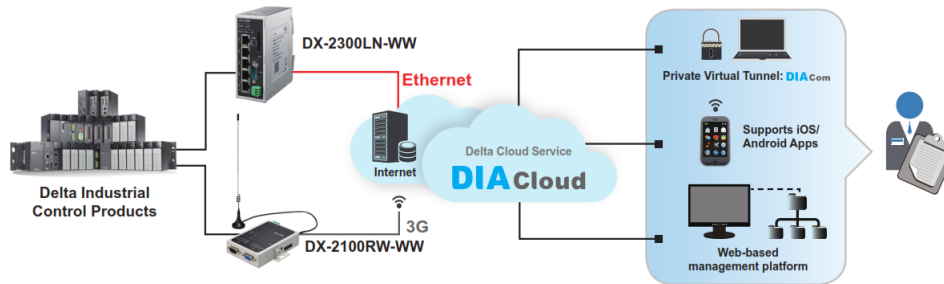 DX-2300LN-WW
Ethernet
Delta Industrial
Control Products
Internet
Delta Cloud Service
DIACloud
3G
DX-2100RW-WW
Private Virtual Tunnel: DIACom
Supports iOS/
Android Apps
Web-based
management platform